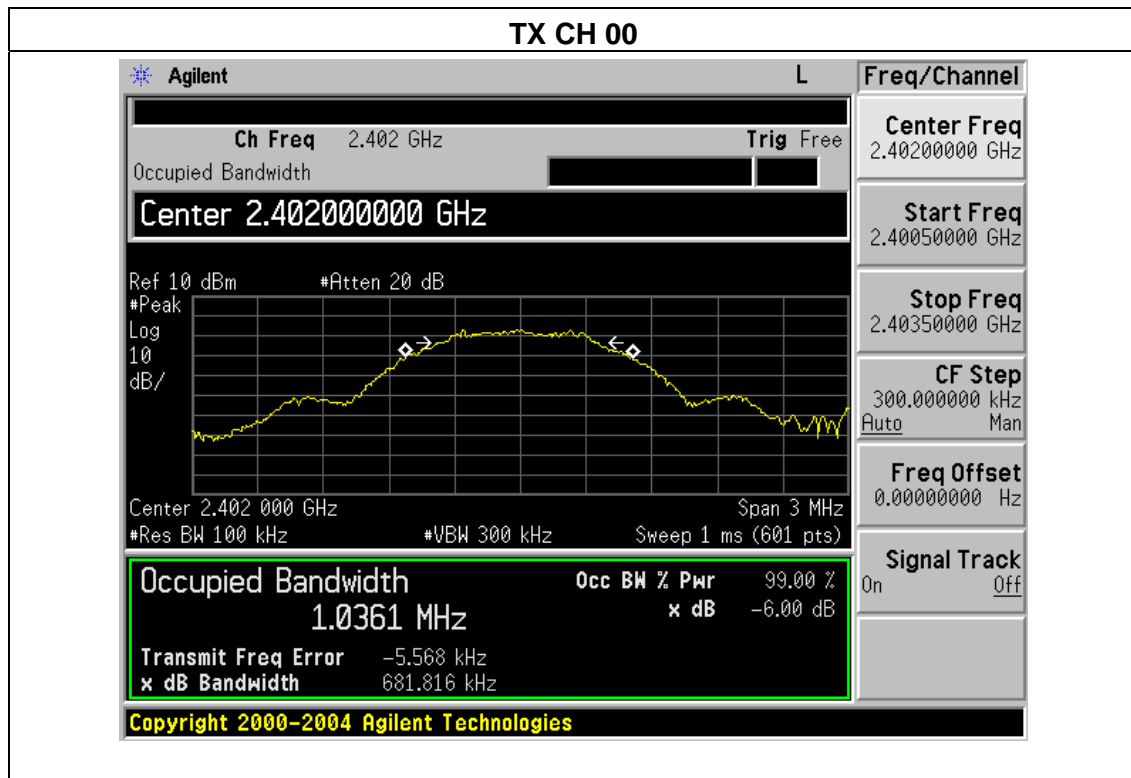 TX CH 00
Agilent L
Ch Freq 2.402 GHz Trig Free
Occupied Bandwidth
Center 2.402000000 GHz
Ref 10 dBm #Atten 20 dB
#Peak
Log
10
dB/
Center 2.402 000 GHz Span 3 MHz
#Res BW 100 kHz #VBW 300 kHz Sweep 1 ms (601 pts)
Occupied Bandwidth Occ BW % Pwr 99.00 %
1.0361 MHz x dB -6.00 dB
Transmit Freq Error -5.568 kHz
x dB Bandwidth 681.816 kHz
Copyright 2000-2004 Agilent Technologies
Freq/Channel
Center Freq
2.40200000 GHz
Start Freq
2.40050000 GHz
Stop Freq
2.40350000 GHz
CF Step
300.000000 kHz
Auto Man
Freq Offset
0.00000000 Hz
Signal Track
On Off